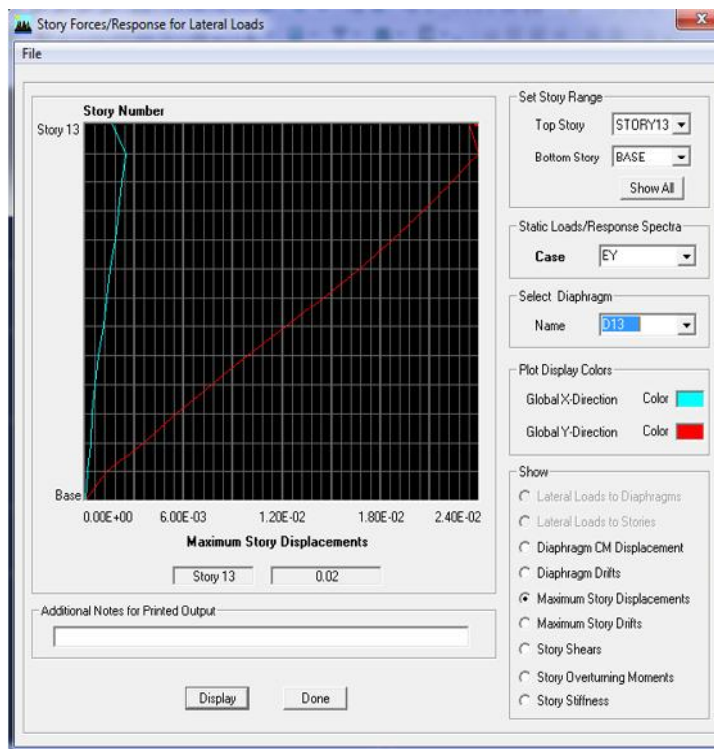 Story Forces/Response for Lateral Loads
File
Story Number
Story 13
Base
0.00E+00 6.00E-03 1.20E-02 1.80E-02 2.40E-02
Maximum Story Displacements
Story 13 0.02
Additional Notes for Printed Output
Display Done
Set Story Range
Top Story STORY13
Bottom Story BASE
Show All
Static Loads/Response Spectra
Case EY
Select Diaphragm
Name D13
Plot Display Colors
Global X-Direction Color
Global Y-Direction Color
Show
Lateral Loads to Diaphragms
Lateral Loads to Stories
Diaphragm CM Displacement
Diaphragm Drifts
Maximum Story Displacements
Maximum Story Drifts
Story Shears
Story Overturning Moments
Story Stiffness